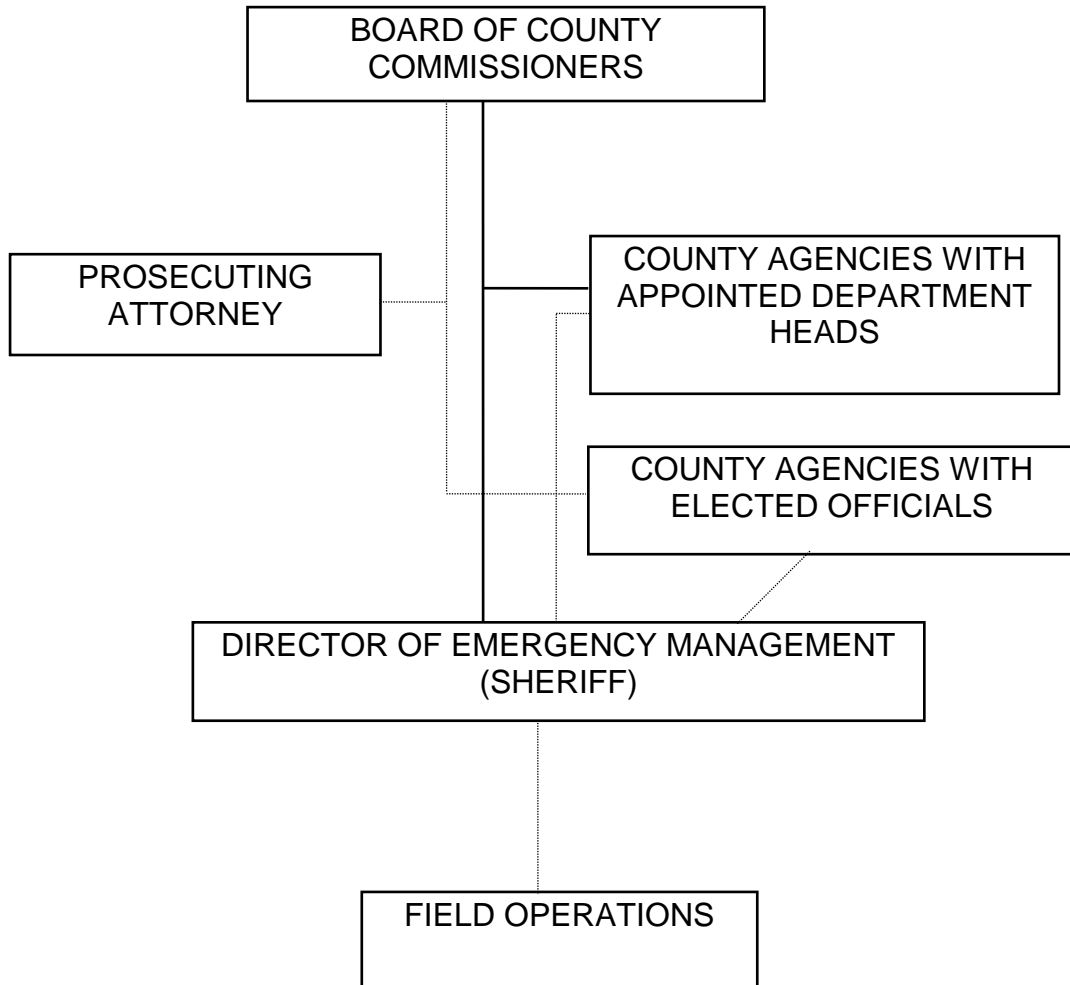 BOARD OF COUNTY
COMMISSIONERS
PROSECUTING
ATTORNEY
COUNTY AGENCIES WITH
APPOINTED DEPARTMENT
HEADS
COUNTY AGENCIES WITH
ELECTED OFFICIALS
DIRECTOR OF EMERGENCY MANAGEMENT
(SHERIFF)
FIELD OPERATIONS